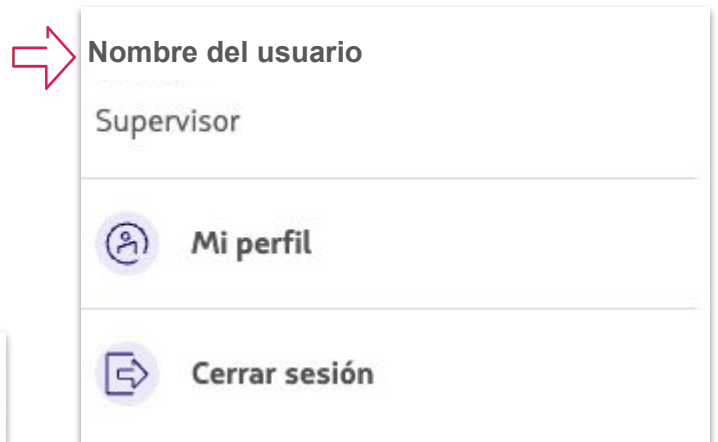 Nombre del usuario
Supervisor
Mi perfil
Cerrar sesión